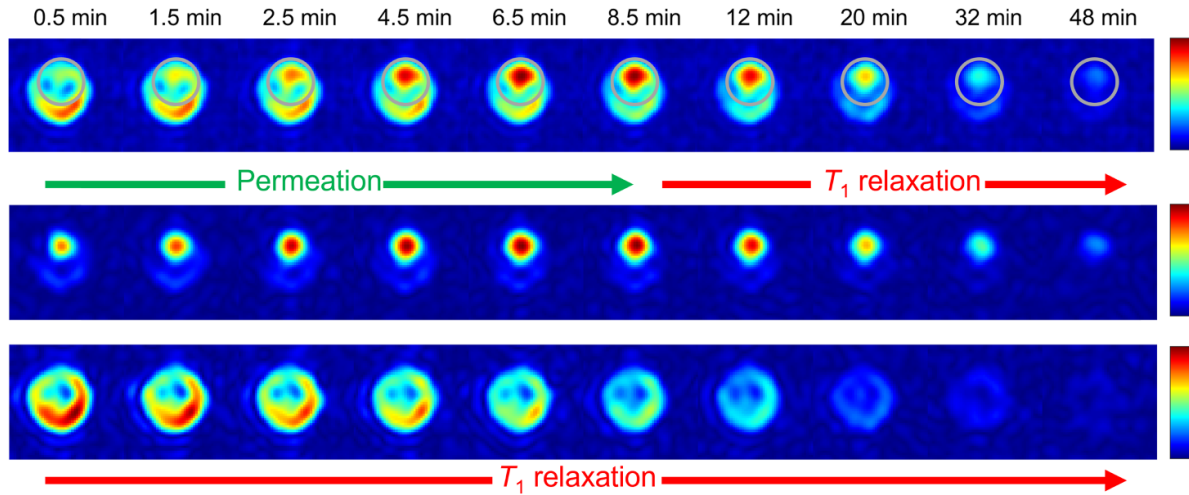 0.5 min 1.5 min 2.5 min 4.5 min 6.5 min 8.5 min 12 min 20 min 32 min 48 min
Permeation T1 relaxation
T1 relaxation